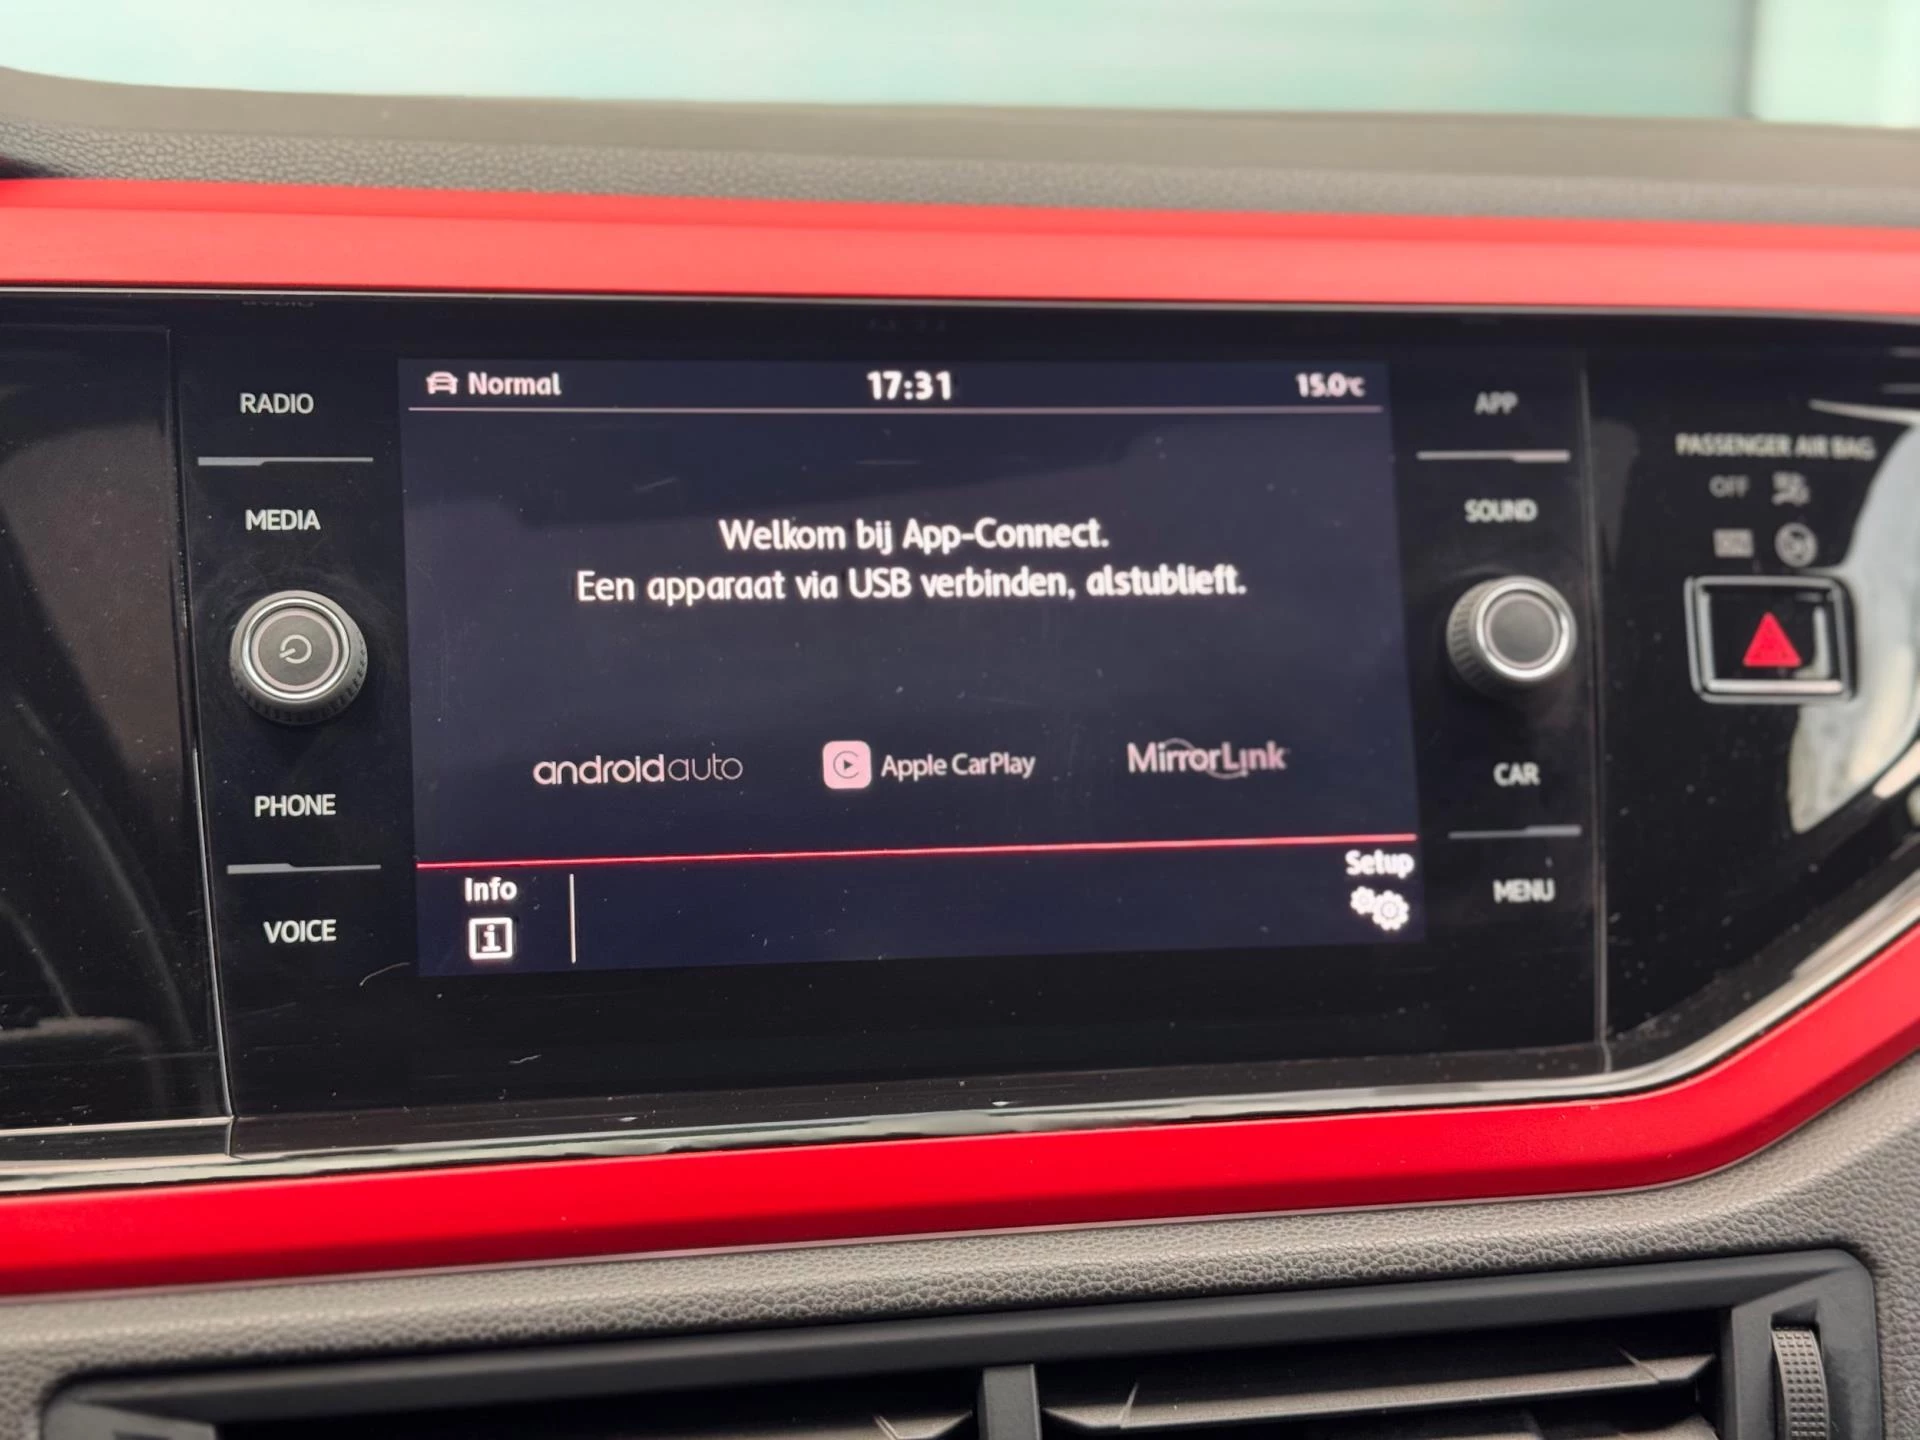 RADIO
MEDIA
PHONE
VOICE
Normal
17:31
15.0°C
Welkom bij App-Connect.
Een apparaat via USB verbinden, alstublieft.
androidauto
Apple CarPlay
MirrorLink
Info
i
Setup
APP
SOUND
CAR
MENU
PASSENGER AIR BAG
OFF